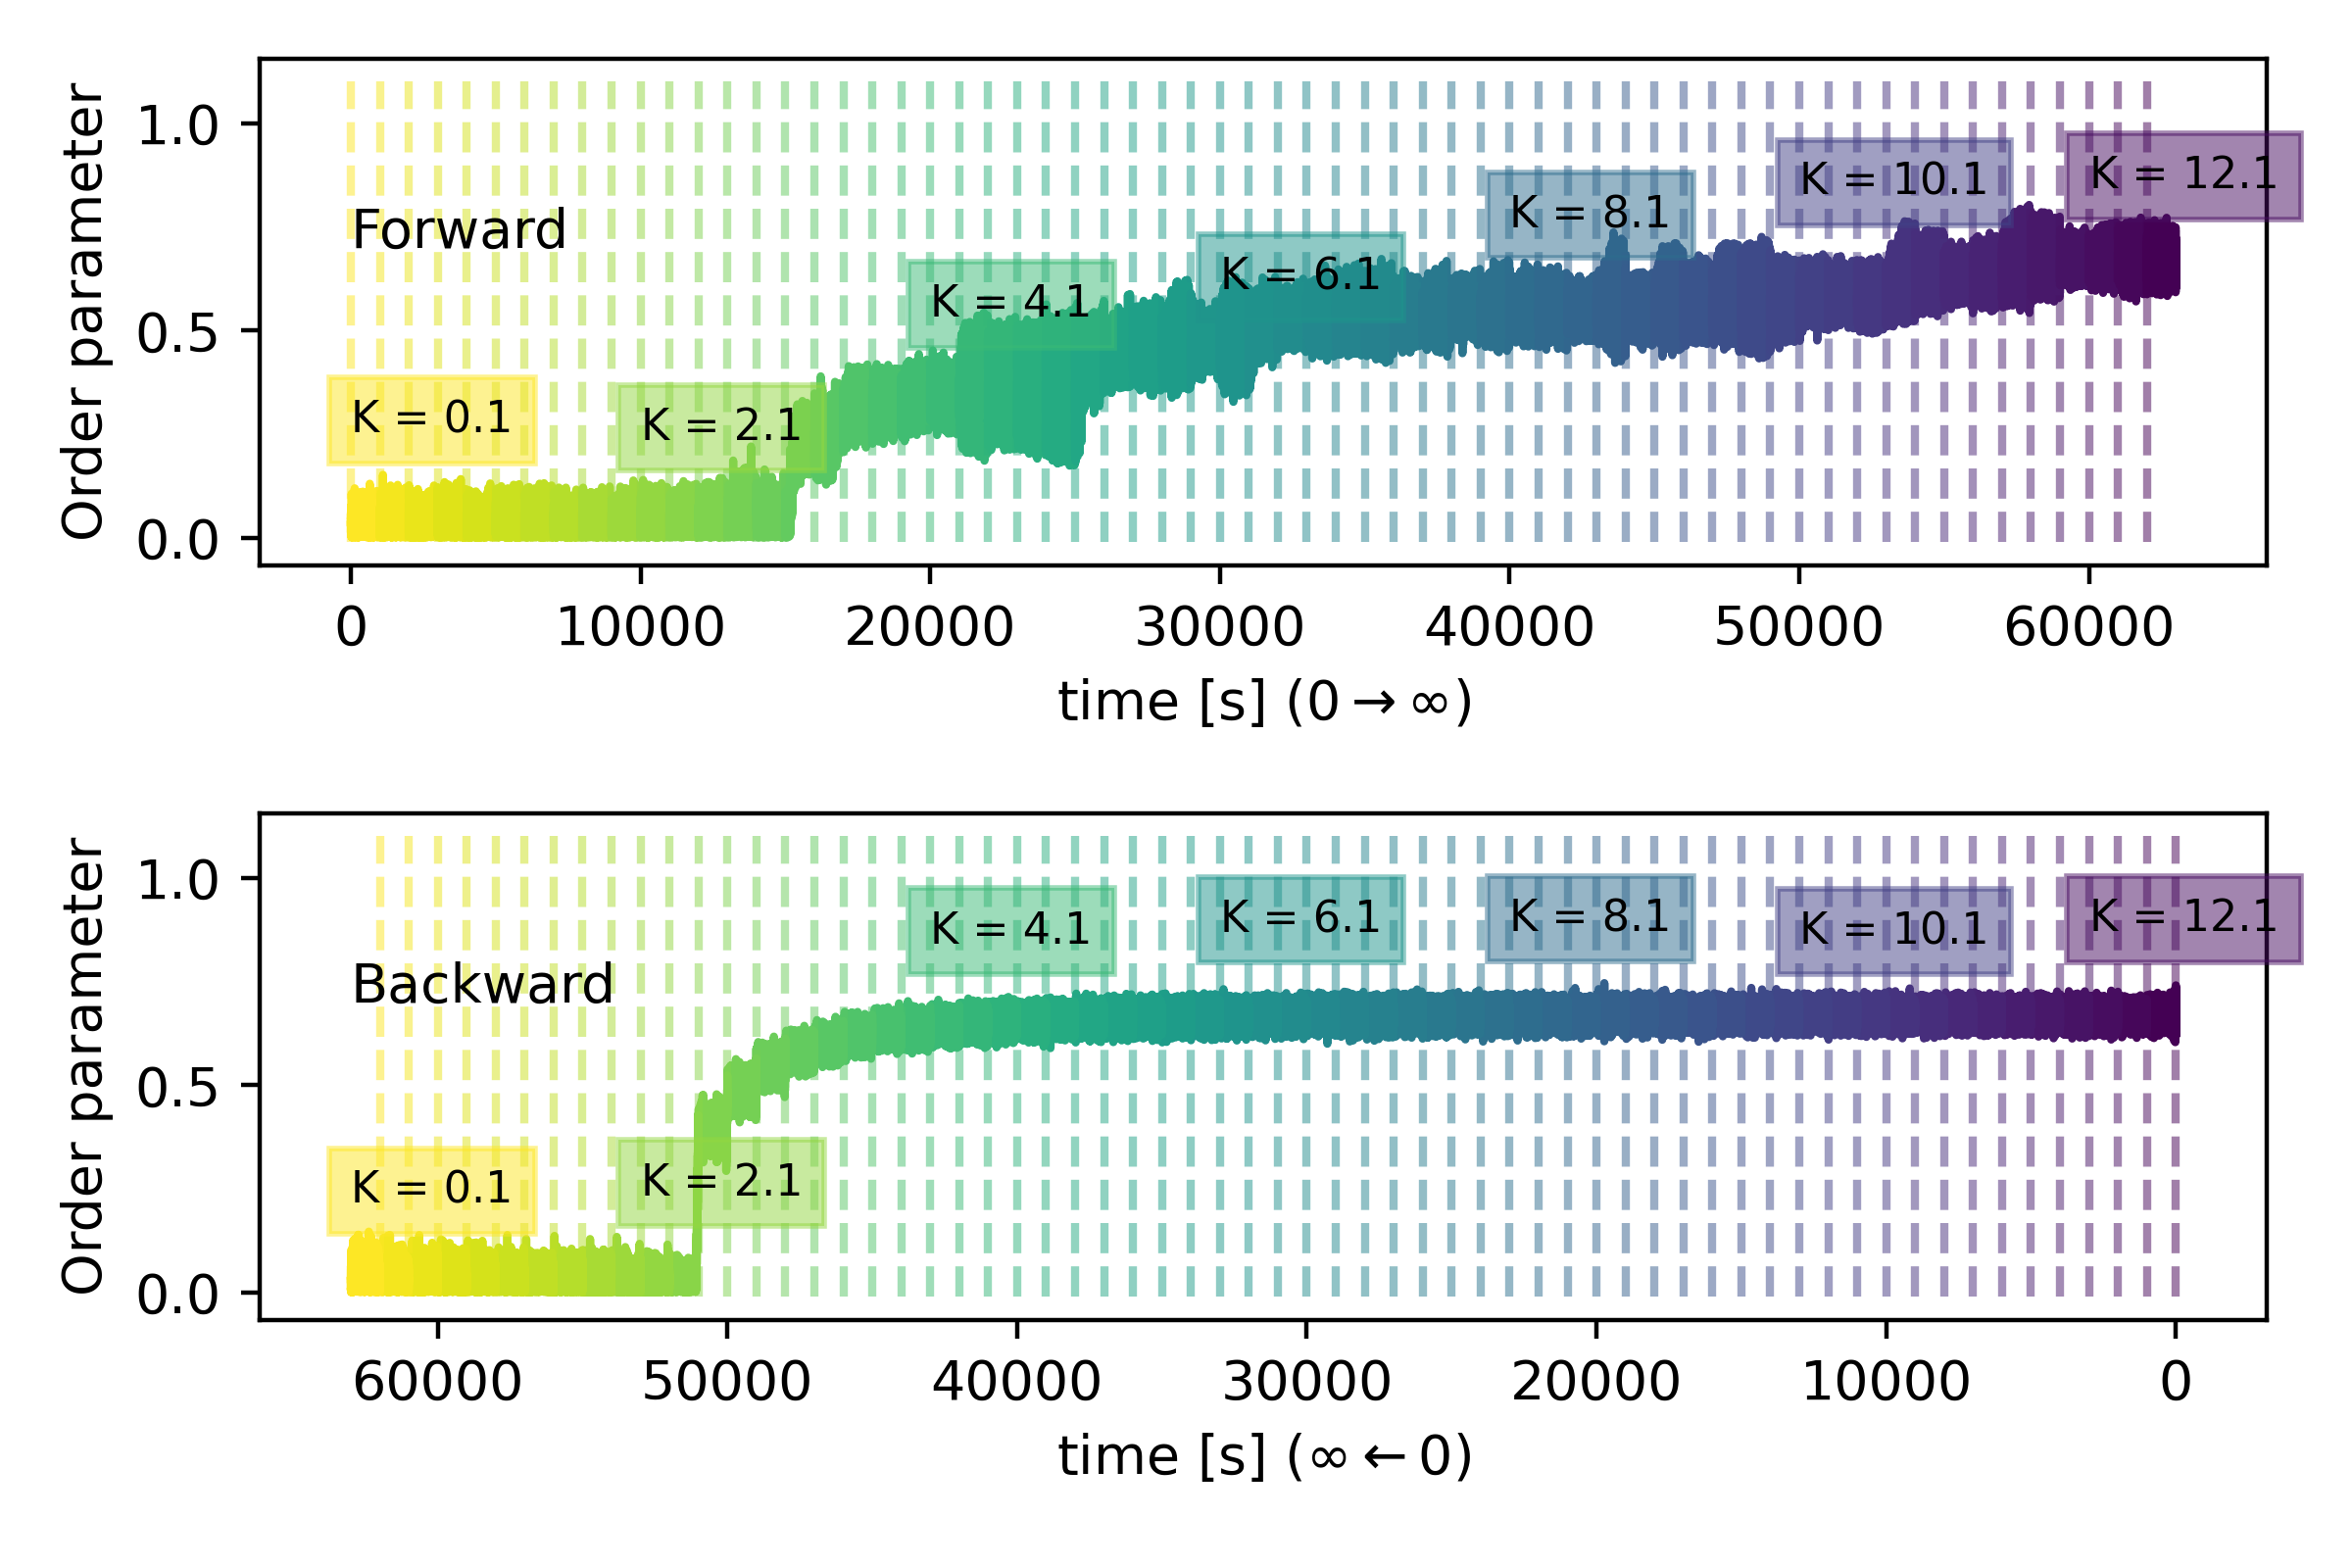 Order parameter
1.0
0.5
0.0
Forward
K = 0.1
K = 2.1
K = 4.1
K = 6.1
K = 8.1
K = 10.1
K = 12.1
0 10000 20000 30000 40000 50000 60000
time [s] (0 → ∞)
Order parameter
1.0
0.5
0.0
Backward
K = 0.1
K = 2.1
K = 4.1
K = 6.1
K = 8.1
K = 10.1
K = 12.1
60000 50000 40000 30000 20000 10000 0
time [s] (∞ ← 0)